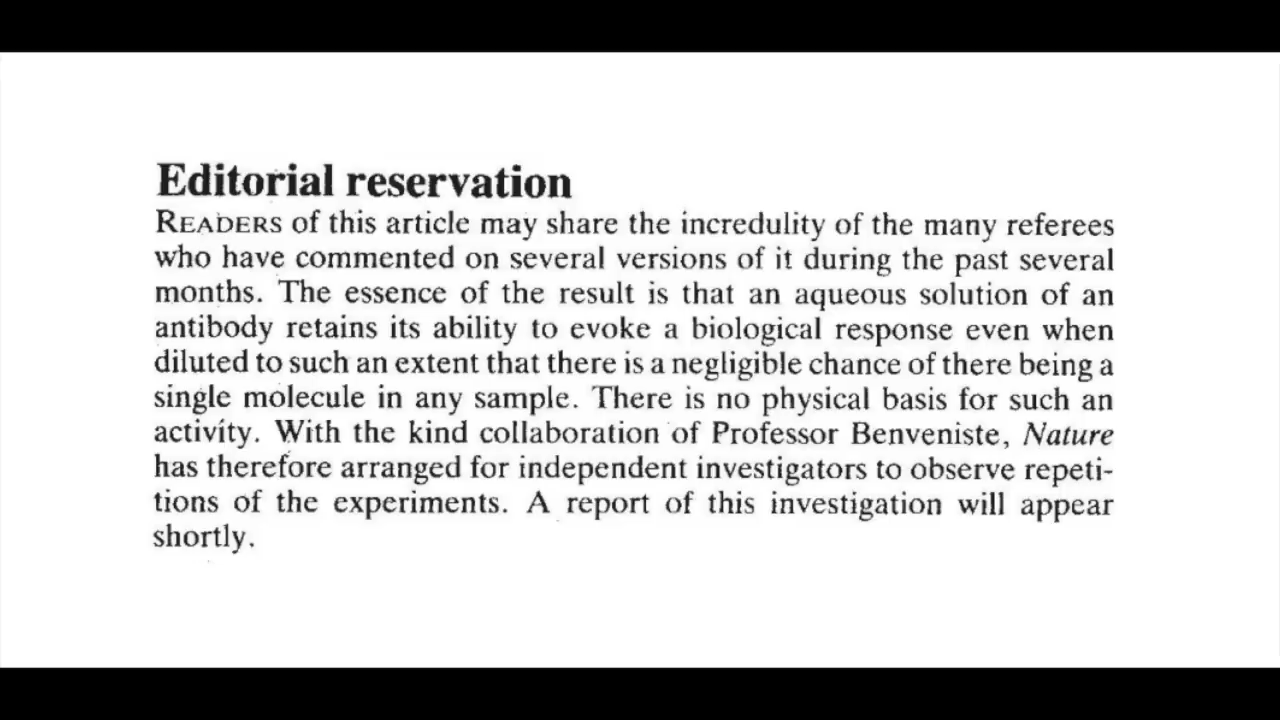 Editorial reservation
READERS of this article may share the incredulity of the many referees
who have commented on several versions of it during the past several
months. The essence of the result is that an aqueous solution of an
antibody retains its ability to evoke a biological response even when
diluted to such an extent that there is a negligible chance of there being a
single molecule in any sample. There is no physical basis for such an
activity. With the kind collaboration of Professor Benveniste, Nature
has therefore arranged for independent investigators to observe repeti-
tions of the experiments. A report of this investigation will appear
shortly.